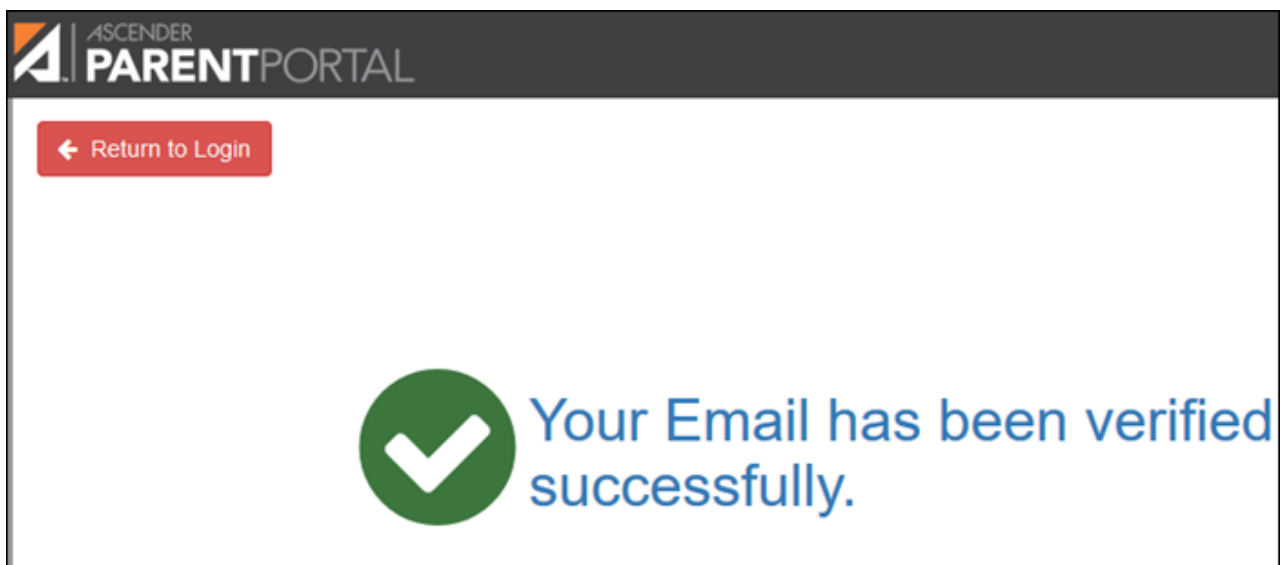 ASCENDER
PARENTPORTAL
Return to Login
Your Email has been verified
successfully.